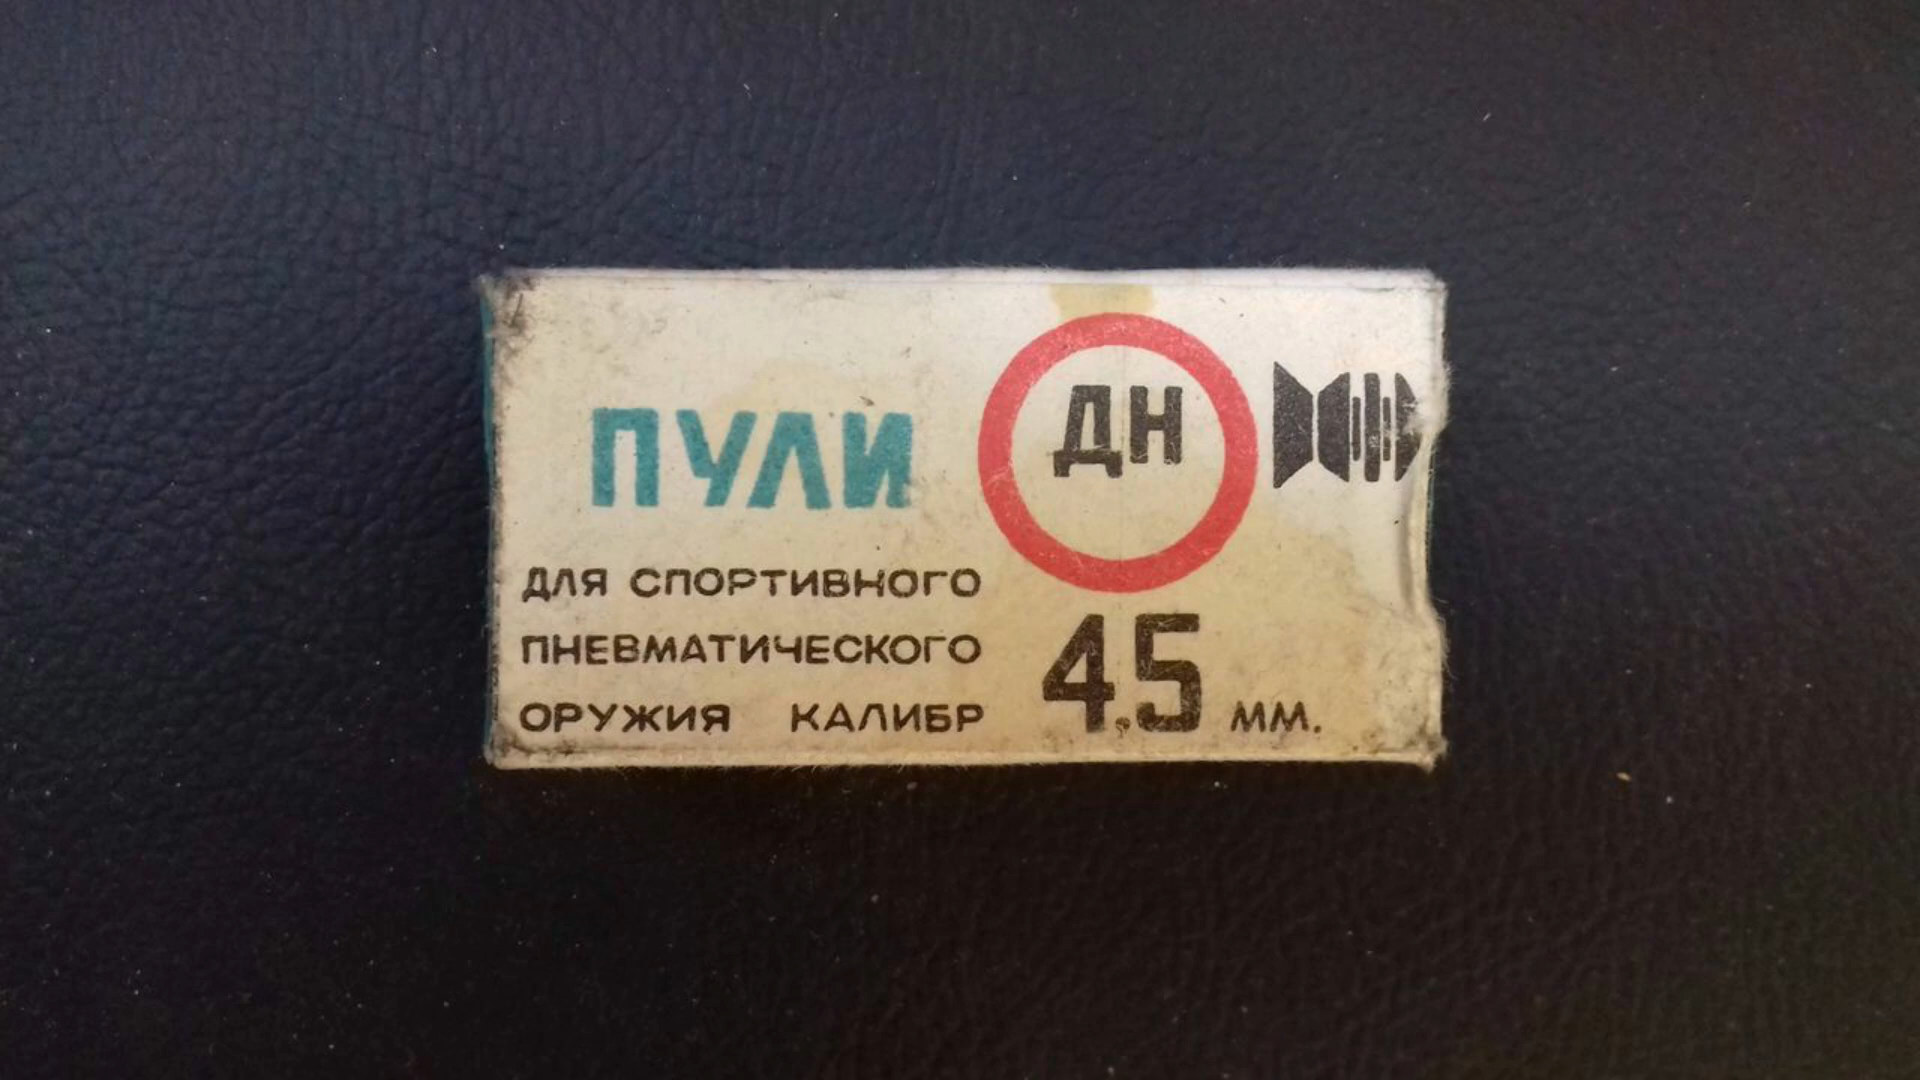 ПУЛИ
ДН
ДЛЯ СПОРТИВНОГО
ПНЕВМАТИЧЕСКОГО
ОРУЖИЯ КАЛИБР 4,5 ММ.